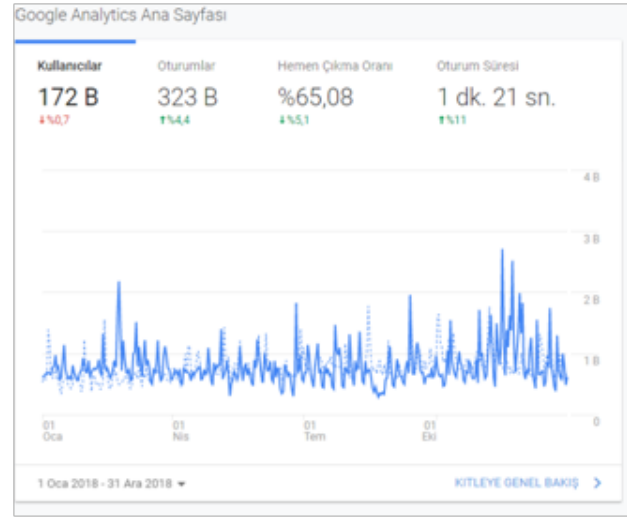 Google Analytics Ana Sayfası
Kullanıcılar Oturumlar Hemen Çıkma Oranı Oturum Süresi
172 B 323 B %65,08 1 dk. 21 sn.
↓%0,7 ↑%4,4 ↓%5,1 ↑%11
4 B
3 B
2 B
1 B
0
01 01 01 01
Oca Nis Tem Eki
1 Oca 2018 - 31 Ara 2018
KITLEYE GENEL BAKIŞ